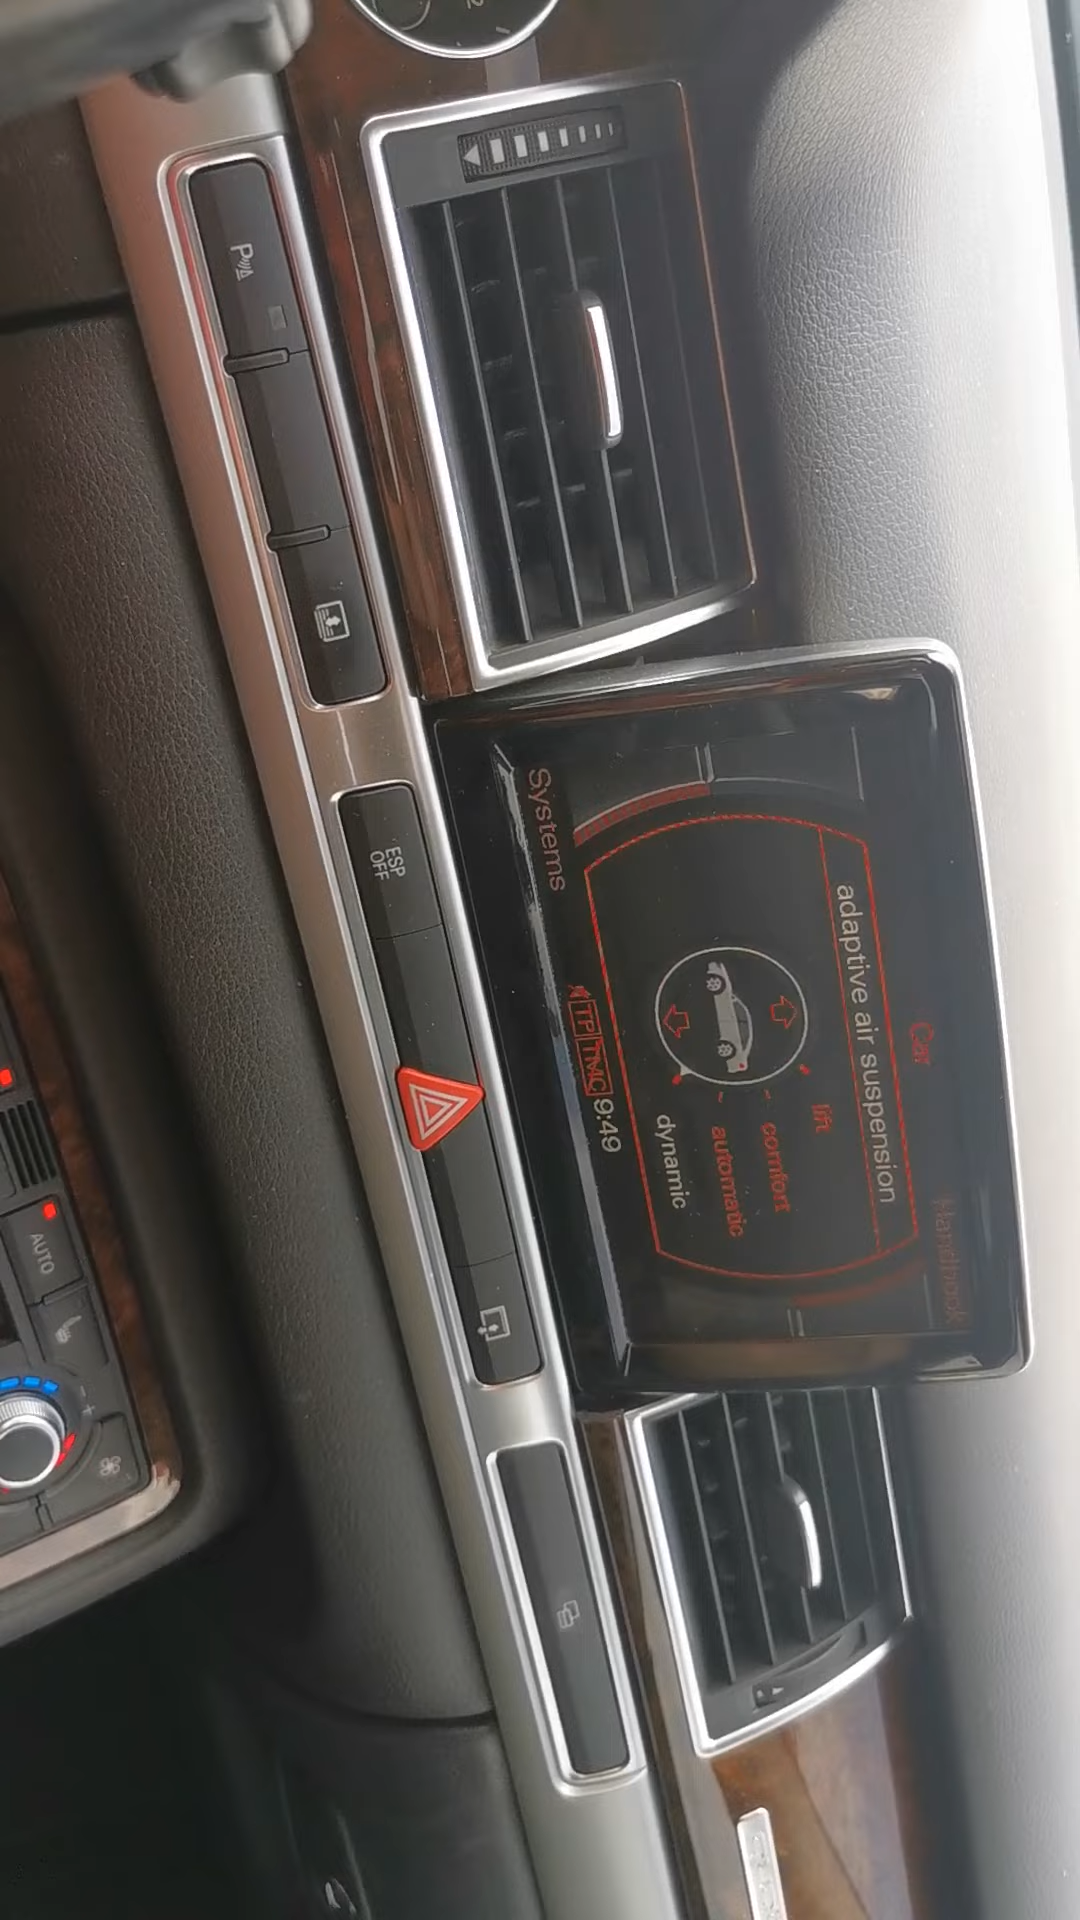 Car
Handbook
adaptive air suspension
lift
comfort
automatic
dynamic
Systems
TP TMC 9:49
P
ESP
OFF
AUTO